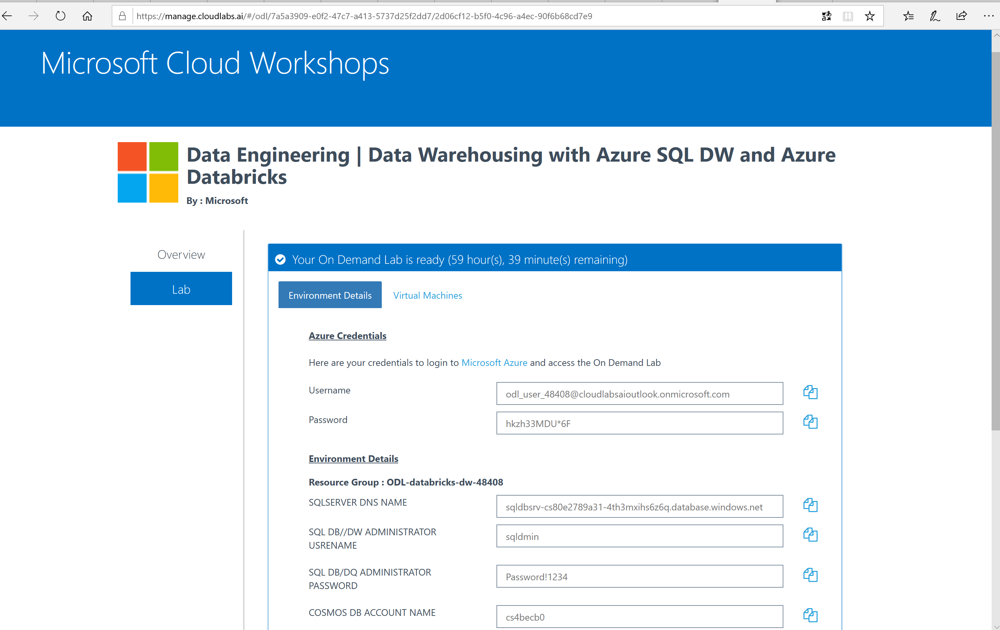 https://manage.cloudlabs.ai/#/odl/7a5a3909-e0f2-47c7-a413-5737d25f2dd7/2d06cf12-b5f0-4c96-a4ec-90f6b68cd7e9
Microsoft Cloud Workshops
Data Engineering | Data Warehousing with Azure SQL DW and Azure
Databricks
By : Microsoft
Overview
Lab
Your On Demand Lab is ready (59 hour(s), 39 minute(s) remaining)
Environment Details
Virtual Machines
Azure Credentials
Here are your credentials to login to Microsoft Azure and access the On Demand Lab
Username
odl_user_48408@cloudlabsaioutlook.onmicrosoft.com
Password
hkzh33MDU*6F
Environment Details
Resource Group : ODL-databricks-dw-48408
SQLSERVER DNS NAME
sqldbsrv-cs80e2789a31-4th3mxihs6z6q.database.windows.net
SQL DB//DW ADMINISTRATOR
USRENAME
sqldmin
SQL DB/DQ ADMINISTRATOR
PASSWORD
Password!1234
COSMOS DB ACCOUNT NAME
cs4becb0